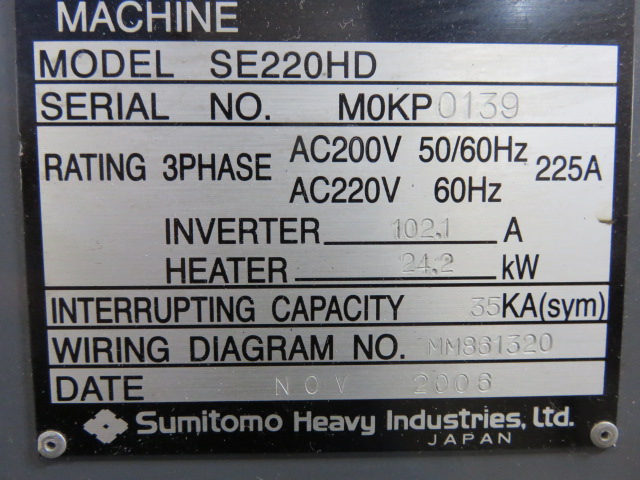 MACHINE
MODEL SE220HD
SERIAL NO. M0KP0139
RATING 3PHASE AC200V 50/60Hz 225A
AC220V 60Hz
INVERTER 102.1 A
HEATER 24.2 kW
INTERRUPTING CAPACITY 35KA(sym)
WIRING DIAGRAM NO. MM861320
DATE NOV 2006
Sumitomo Heavy Industries, Ltd.
JAPAN